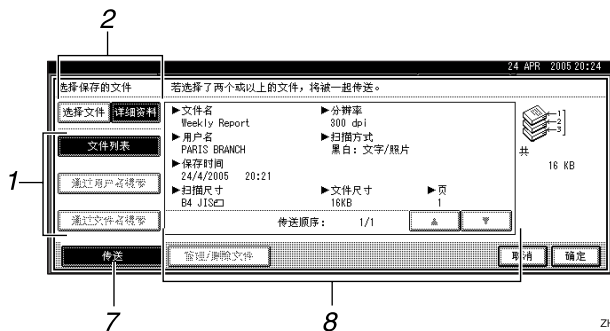 2
24 APR 2005 20:24
选择保存的文件 若选择了两个或以上的文件，将被一起传送。
选择文件 详细资料
▶文件名 ▶分辨率
Weekly Report 300 dpi
▶用户名 ▶扫描方式
PARIS BRANCH 黑白：文字/照片
▶保存时间
24/4/2005 20:21
▶扫描尺寸 ▶文件尺寸 ▶页
B4 JIS 16KB 1
传送顺序： 1/1 ▲ ▼
文件列表
通过用户名搜索
通过文件名搜索
1
2
3
共
16 KB
1
传送 管理/删除文件 取消 确定
7 8